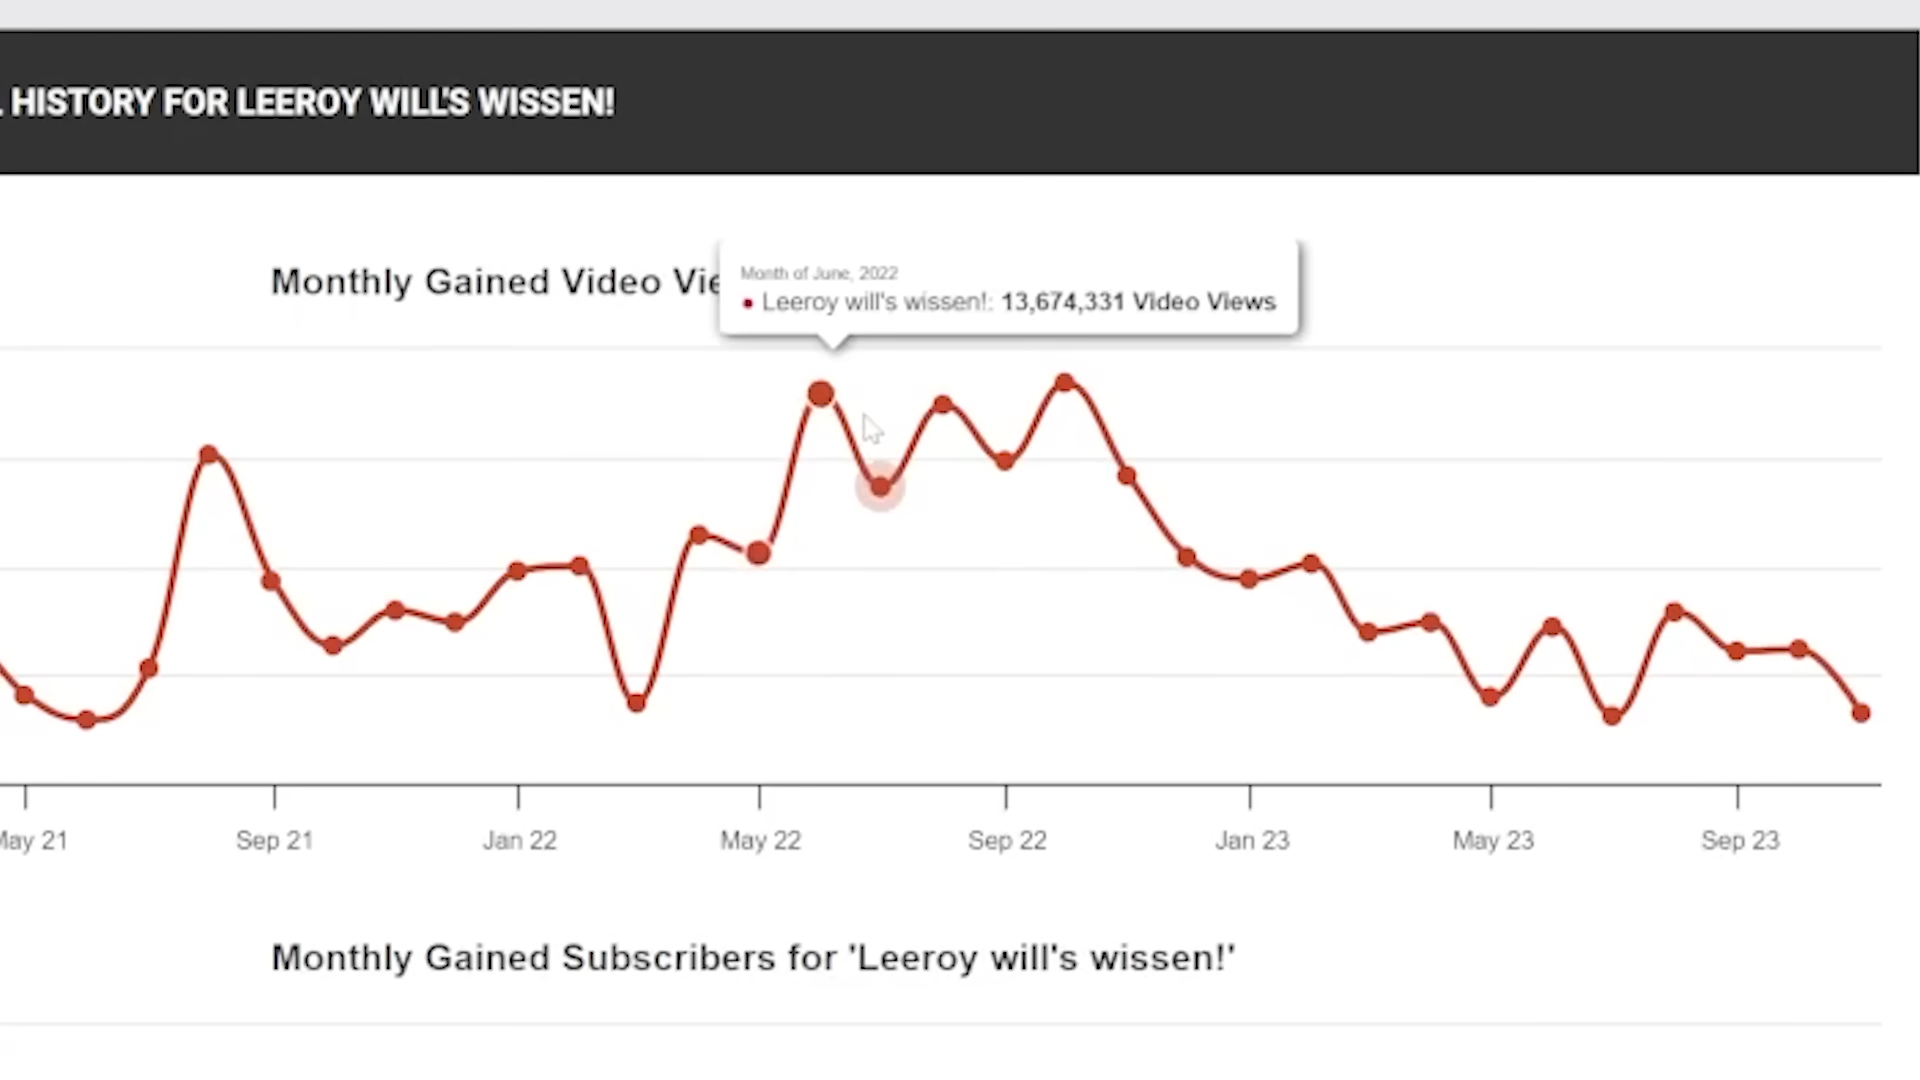 HISTORY FOR LEEROY WILL'S WISSEN!
Monthly Gained Video Vie
Month of June, 2022
Leeroy will's wissen!: 13,674,331 Video Views
May 21
Sep 21
Jan 22
May 22
Sep 22
Jan 23
May 23
Sep 23
Monthly Gained Subscribers for 'Leeroy will's wissen!'